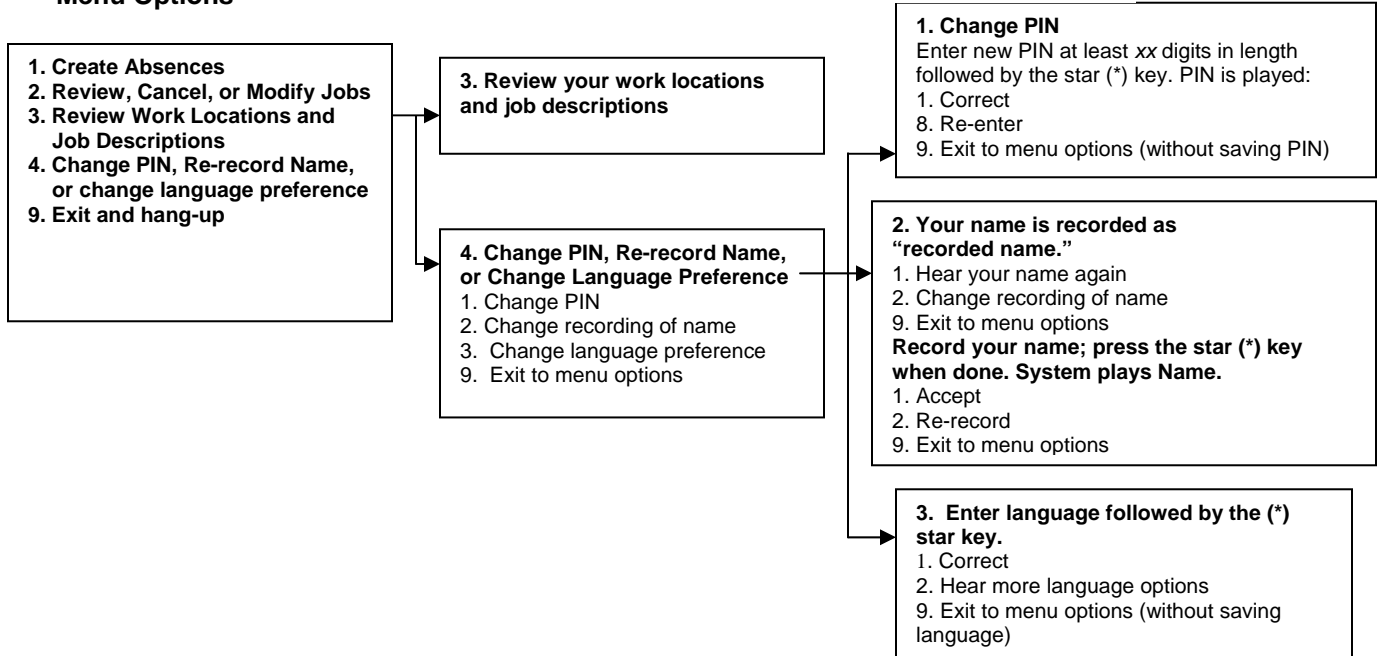 Menu Options
1. Create Absences
2. Review, Cancel, or Modify Jobs
3. Review Work Locations and
Job Descriptions
4. Change PIN, Re-record Name,
or change language preference
9. Exit and hang-up
3. Review your work locations
and job descriptions
4. Change PIN, Re-record Name,
or Change Language Preference
1. Change PIN
2. Change recording of name
3. Change language preference
9. Exit to menu options
1. Change PIN
Enter new PIN at least xx digits in length
followed by the star (*) key. PIN is played:
1. Correct
8. Re-enter
9. Exit to menu options (without saving PIN)
2. Your name is recorded as
“recorded name.”
1. Hear your name again
2. Change recording of name
9. Exit to menu options
Record your name; press the star (*) key
when done. System plays Name.
1. Accept
2. Re-record
9. Exit to menu options
3. Enter language followed by the (*)
star key.
1. Correct
2. Hear more language options
9. Exit to menu options (without saving
language)